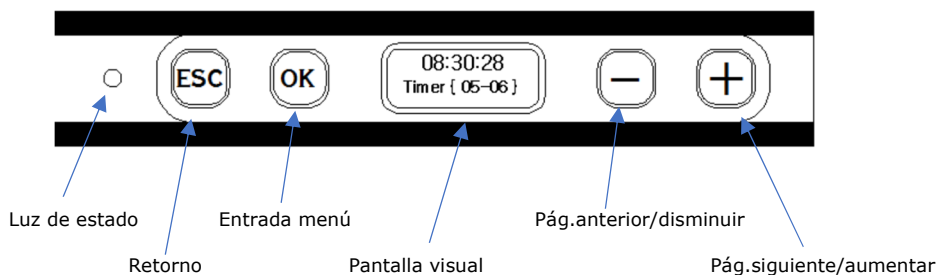 08:30:28
ESC OK Timer { 05-06 } − +
Luz de estado Entrada menú Pág.anterior/disminuir
Retorno Pantalla visual Pág.siguiente/aumentar